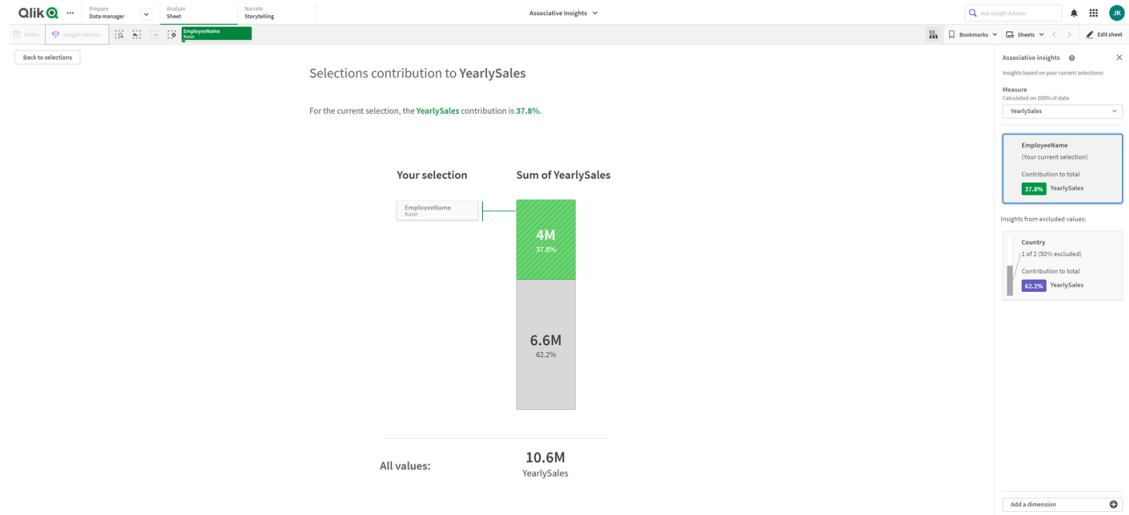 Qlik
Prepare
Data manager
Analyze
Sheet
Narrate
Storytelling
Associative Insights
Ask Insight Advisor
JK
Notes
Insight Advisor
EmployeeName
Kasie
Bookmarks
Sheets
Edit sheet
Back to selections
Selections contribution to YearlySales
For the current selection, the YearlySales contribution is 37.8%.
Your selection
Sum of YearlySales
EmployeeName
Kasie
4M
37.8%
6.6M
62.2%
All values:
10.6M
YearlySales
Associative insights
Insights based on your current selections:
Measure
Calculated on 100% of data
YearlySales
EmployeeName
(Your current selection)
Contribution to total
37.8% YearlySales
Insights from excluded values:
Country
1 of 2 (50% excluded)
Contribution to total
62.2% YearlySales
Add a dimension